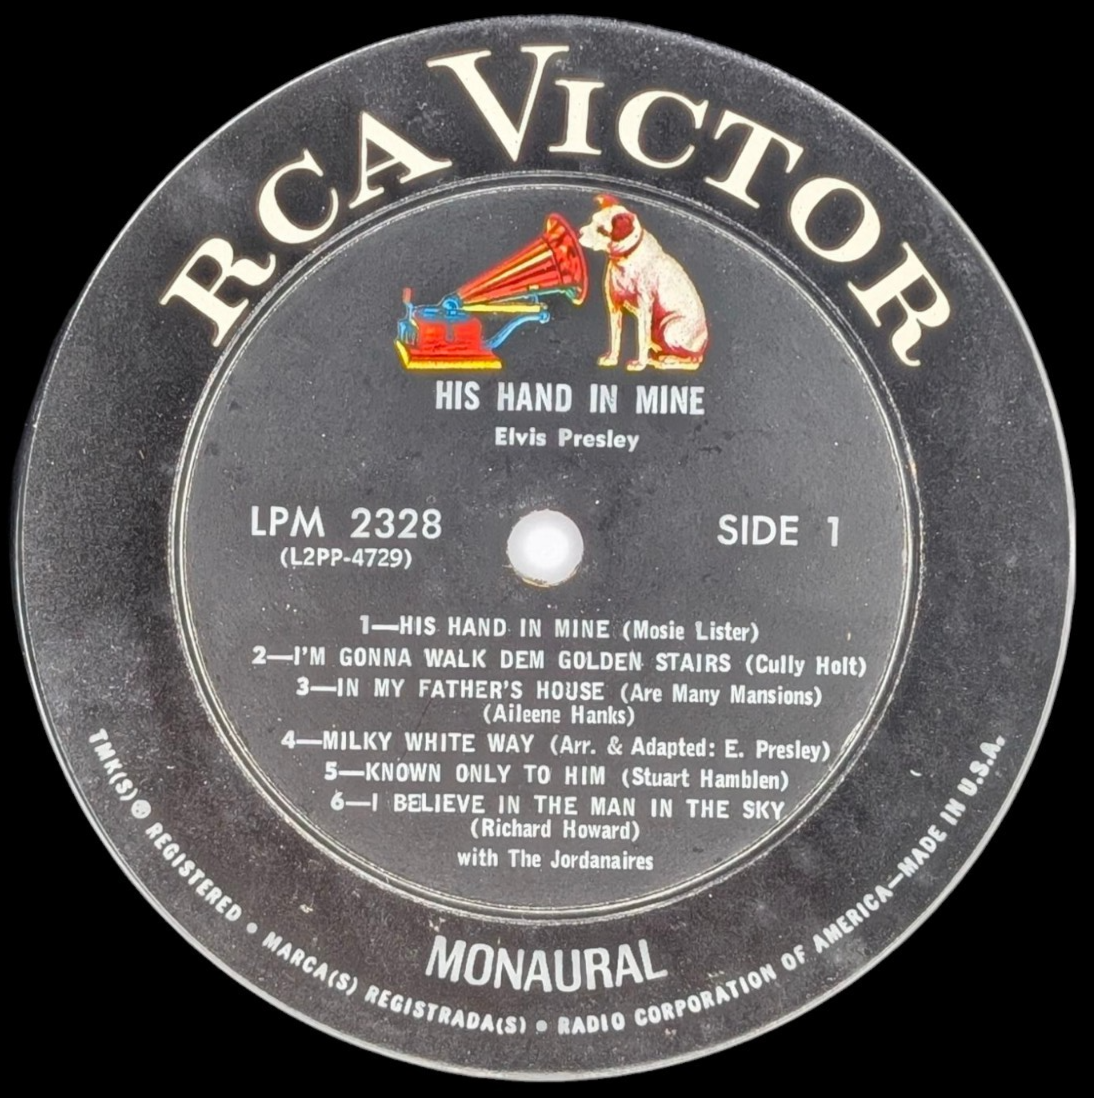 RCA VICTOR
HIS HAND IN MINE
Elvis Presley
LPM 2328
(L2PP-4729)
SIDE 1
1—HIS HAND IN MINE (Mosie Lister)
2—I'M GONNA WALK DEM GOLDEN STAIRS (Cully Holt)
3—IN MY FATHER'S HOUSE (Are Many Mansions)
(Aileene Hanks)
4—MILKY WHITE WAY (Arr. & Adapted: E. Presley)
5—KNOWN ONLY TO HIM (Stuart Hamblen)
6—I BELIEVE IN THE MAN IN THE SKY
(Richard Howard)
with The Jordanaires
MONAURAL
TMK(S) ® REGISTERED • MARCA(S) REGISTRADA(S) • RADIO CORPORATION OF AMERICA—MADE IN U.S.A.